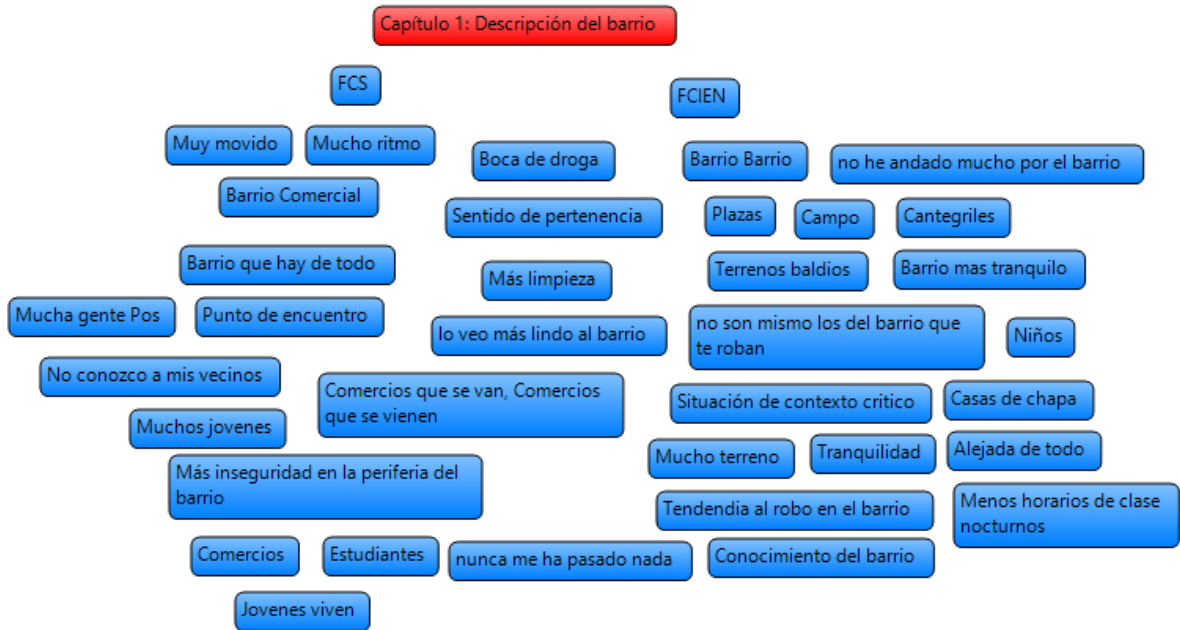 Capítulo 1: Descripción del barrio
FCS
FCIEN
Muy movido
Mucho ritmo
Boca de droga
Barrio Barrio
no he andado mucho por el barrio
Barrio Comercial
Sentido de pertenencia
Plazas
Campo
Cantegriles
Barrio que hay de todo
Más limpieza
Terrenos baldios
Barrio mas tranquilo
Mucha gente Pos
Punto de encuentro
lo veo más lindo al barrio
no son mismo los del barrio que
te roban
Niños
No conozco a mis vecinos
Comercios que se van, Comercios
que se vienen
Situación de contexto critico
Casas de chapa
Muchos jovenes
Mucho terreno
Tranquilidad
Alejada de todo
Más inseguridad en la periferia del
barrio
Tendendia al robo en el barrio
Menos horarios de clase
nocturnos
Comercios
Estudiantes
nunca me ha pasado nada
Conocimiento del barrio
Jovenes viven